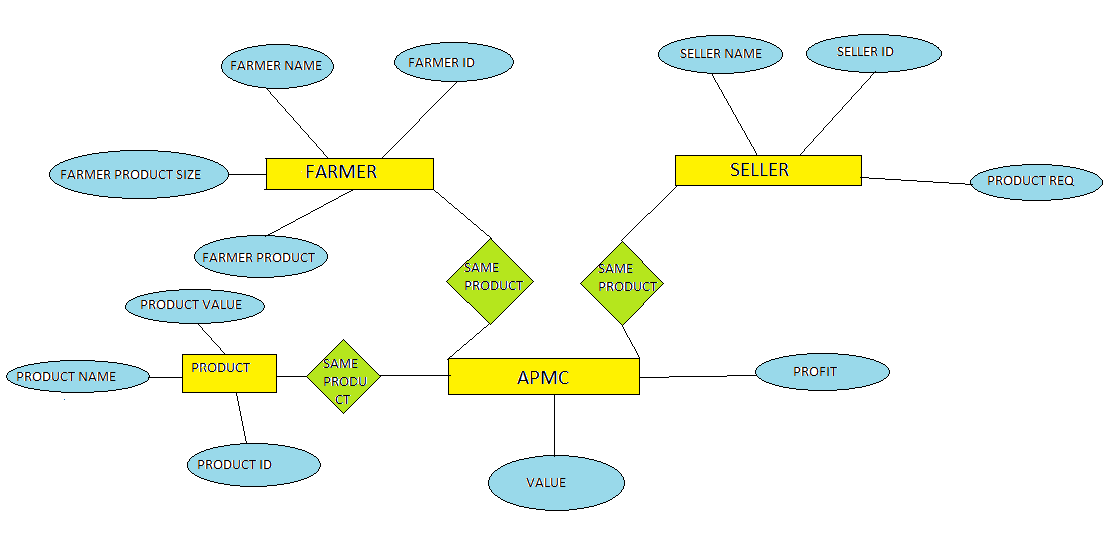 FARMER NAME
FARMER ID
SELLER NAME
SELLER ID
FARMER PRODUCT SIZE
FARMER
SELLER
PRODUCT REQ
FARMER PRODUCT
SAME
PRODUCT
SAME
PRODUCT
PRODUCT VALUE
PRODUCT NAME
PRODUCT
SAME
PRODU
CT
APMC
PROFIT
PRODUCT ID
VALUE